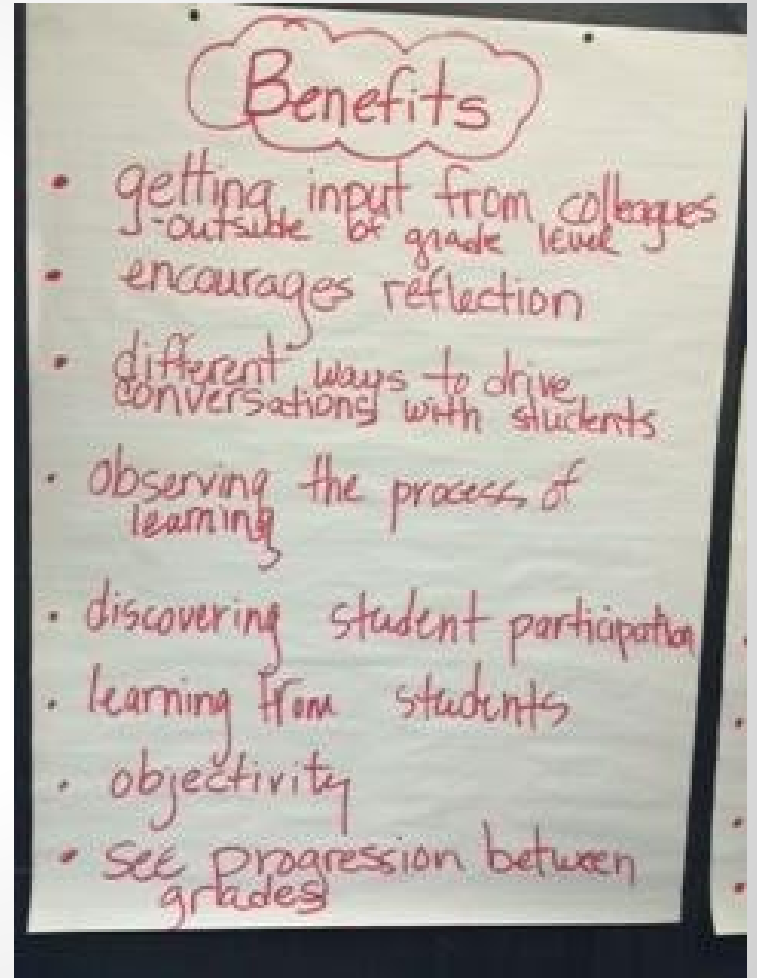 Benefits
• getting input from colleagues
-outside of grade level
• encourages reflection
• different ways to drive
conversations with students
• observing the process of
learning
• discovering student participation
• learning from students
• objectivity
• see progression between
grades